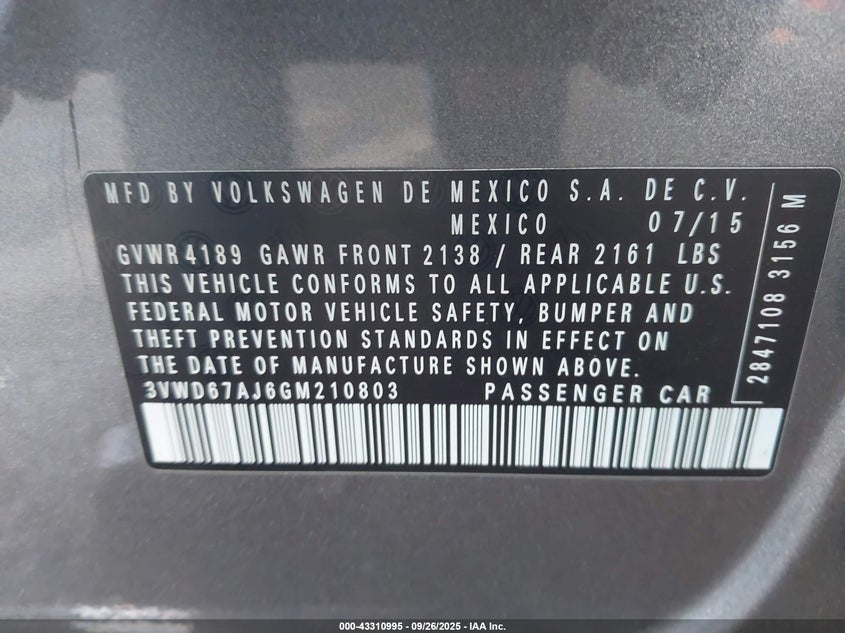 MFD BY VOLKSWAGEN DE MEXICO S.A. DE C.V.
MEXICO 07/15
GVWR 4189 GAWR FRONT 2138 / REAR 2161 LBS
THIS VEHICLE CONFORMS TO ALL APPLICABLE U.S.
FEDERAL MOTOR VEHICLE SAFETY, BUMPER AND
THEFT PREVENTION STANDARDS IN EFFECT ON
THE DATE OF MANUFACTURE SHOWN ABOVE.
3VWD67AJ6GM210803 PASSENGER CAR
2847108 3156 M
000-43310995 - 09/26/2025 - IAA Inc.